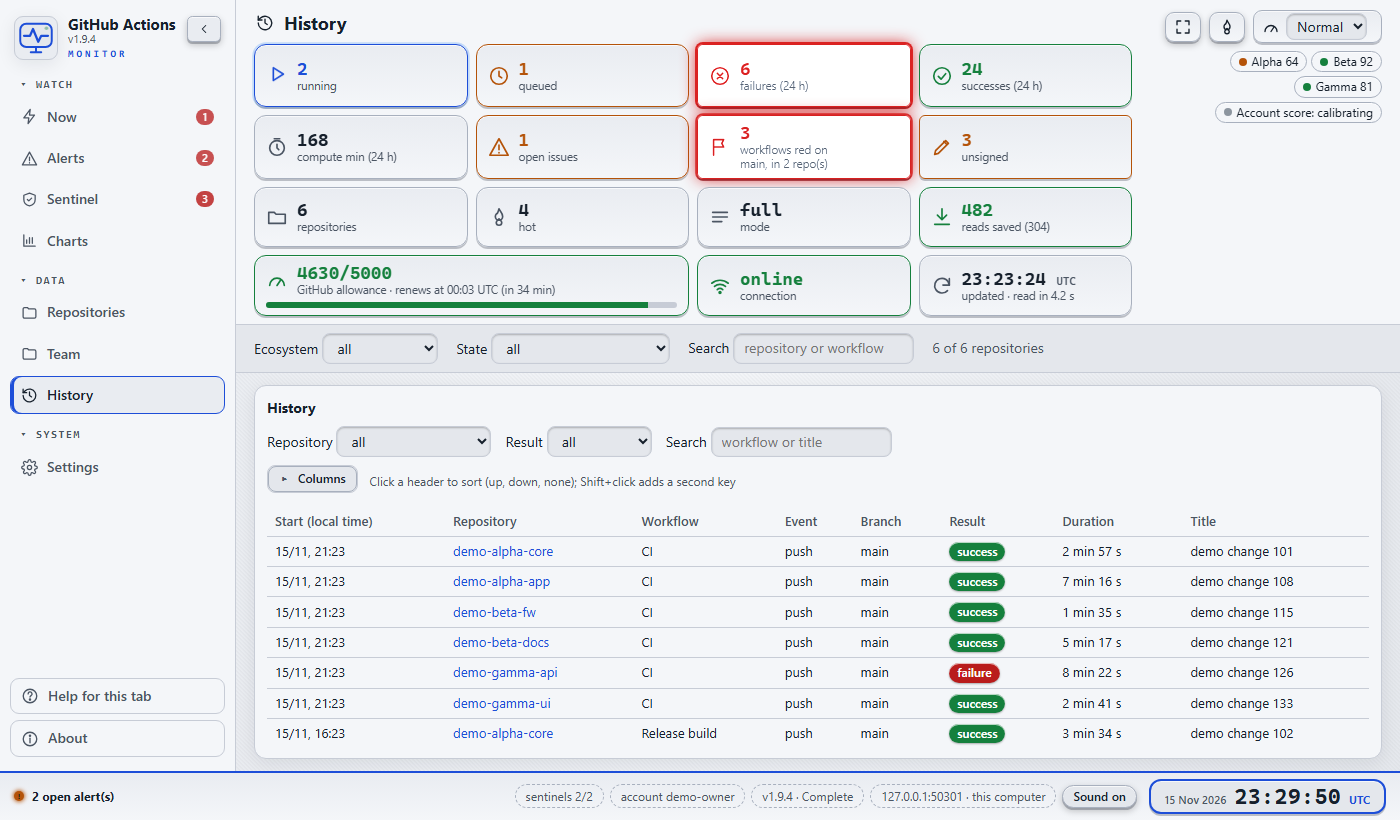 GitHub Actions
v1.9.4
MONITOR
WATCH
Now 1
Alerts 2
Sentinel 3
Charts
DATA
Repositories
Team
History
SYSTEM
Settings
Help for this tab
About
History
Normal
Alpha 64 Beta 92
Gamma 81
Account score: calibrating
2
running
1
queued
6
failures (24 h)
24
successes (24 h)
168
compute min (24 h)
1
open issues
3
workflows red on
main, in 2 repo(s)
3
unsigned
6
repositories
4
hot
full
mode
482
reads saved (304)
4630/5000
GitHub allowance · renews at 00:03 UTC (in 34 min)
online
connection
23:23:24 UTC
updated · read in 4.2 s
Ecosystem all State all Search repository or workflow 6 of 6 repositories
History
Repository all Result all Search workflow or title
Columns Click a header to sort (up, down, none); Shift+click adds a second key
Start (local time) Repository Workflow Event Branch Result Duration Title
15/11, 21:23 demo-alpha-core CI push main success 2 min 57 s demo change 101
15/11, 21:23 demo-alpha-app CI push main success 7 min 16 s demo change 108
15/11, 21:23 demo-beta-fw CI push main success 1 min 35 s demo change 115
15/11, 21:23 demo-beta-docs CI push main success 5 min 17 s demo change 121
15/11, 21:23 demo-gamma-api CI push main failure 8 min 22 s demo change 126
15/11, 21:23 demo-gamma-ui CI push main success 2 min 41 s demo change 133
15/11, 16:23 demo-alpha-core Release build push main success 3 min 34 s demo change 102
2 open alert(s)
sentinels 2/2 account demo-owner v1.9.4 · Complete 127.0.0.1:50301 · this computer Sound on 15 Nov 2026 23:29:50 UTC